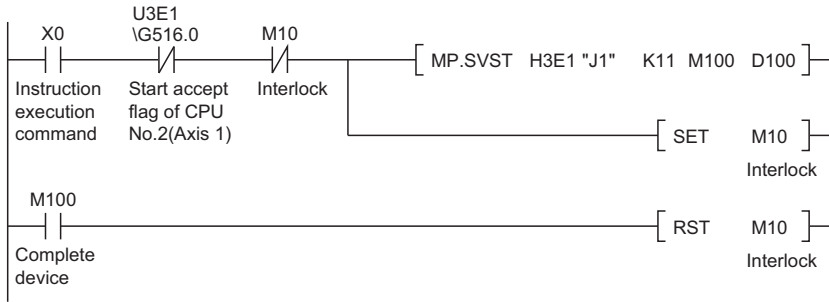 U3E1
X0 \G516.0 M10
MP.SVST H3E1 "J1" K11 M100 D100
Instruction Start accept Interlock
execution flag of CPU
command No.2(Axis 1)
SET M10
Interlock
M100
RST M10
Complete Interlock
device